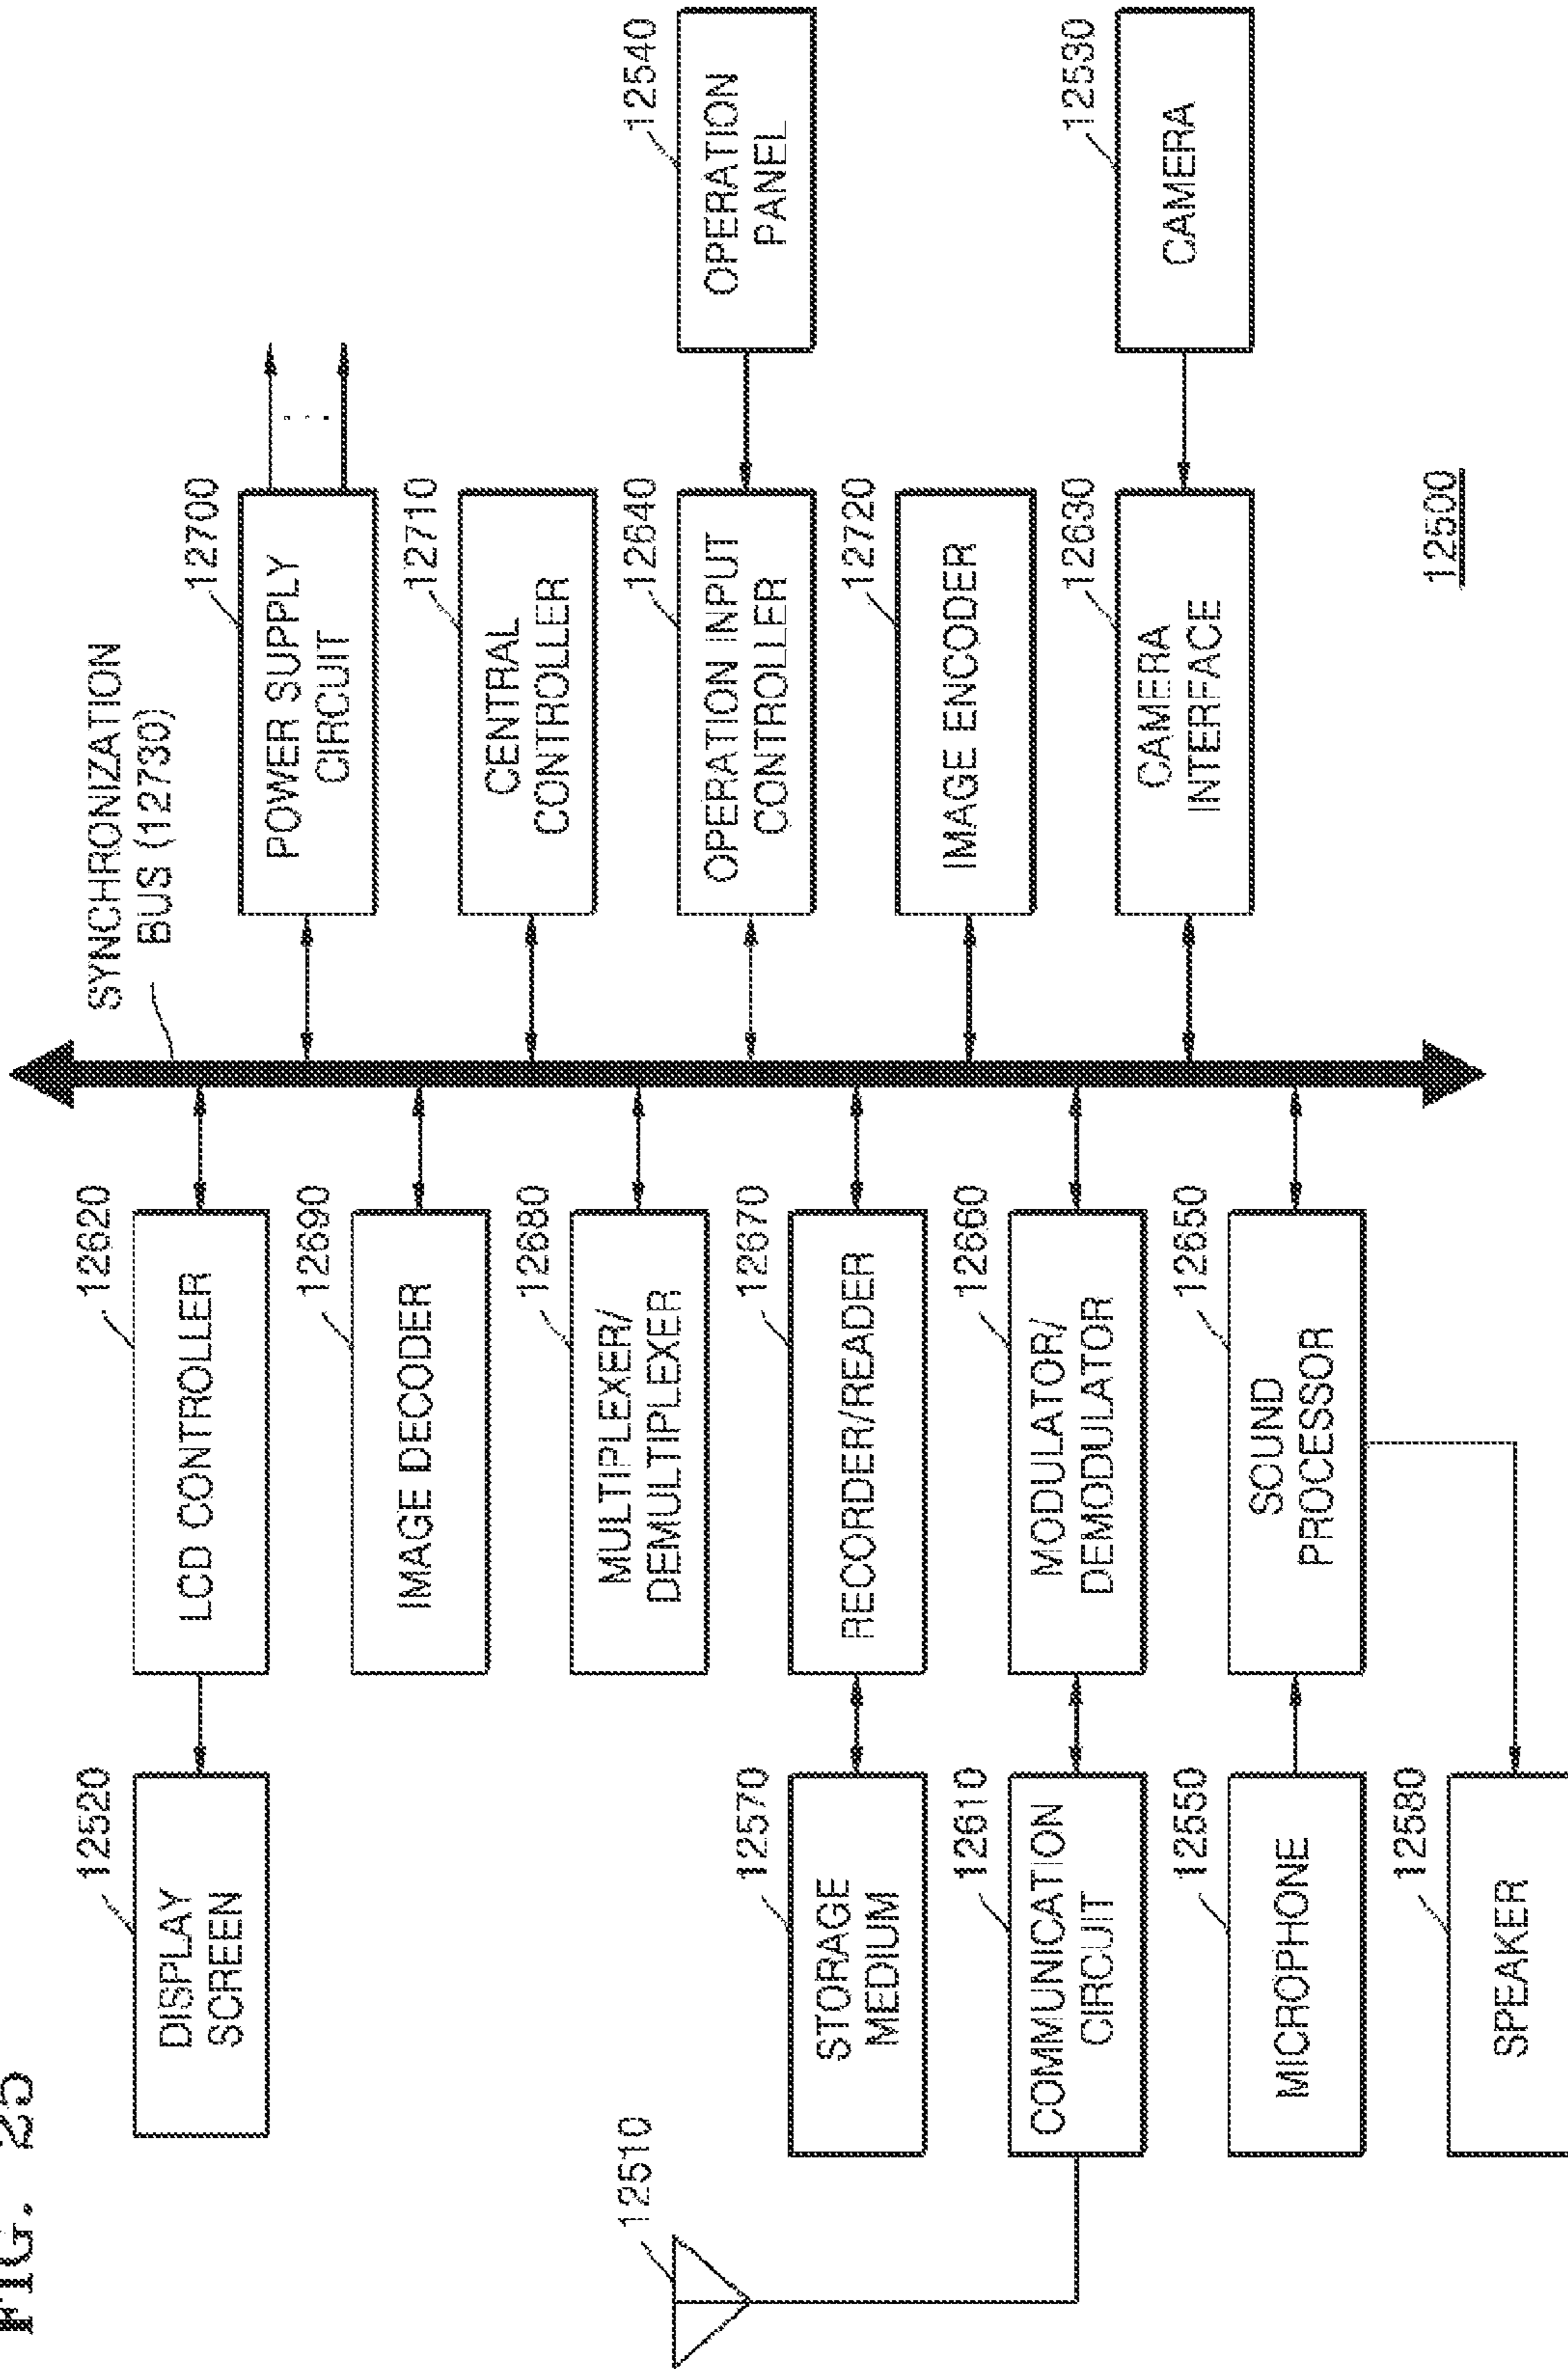 FIG. 25
SYNCHRONIZATION
BUS (12730)
12520
DISPLAY
SCREEN
12620
LCD CONTROLLER
12700
POWER SUPPLY
CIRCUIT
12690
IMAGE DECODER
12710
CENTRAL
CONTROLLER
12510
12680
MULTIPLEXER/
DEMULTIPLEXER
12640
OPERATION INPUT
CONTROLLER
12540
OPERATION
PANEL
12570
STORAGE
MEDIUM
12670
RECORDER/READER
12720
IMAGE ENCODER
12610
COMMUNICATION
CIRCUIT
12660
MODULATOR/
DEMODULATOR
12630
CAMERA
INTERFACE
12530
CAMERA
12550
MICROPHONE
12650
SOUND
PROCESSOR
12580
SPEAKER
12500